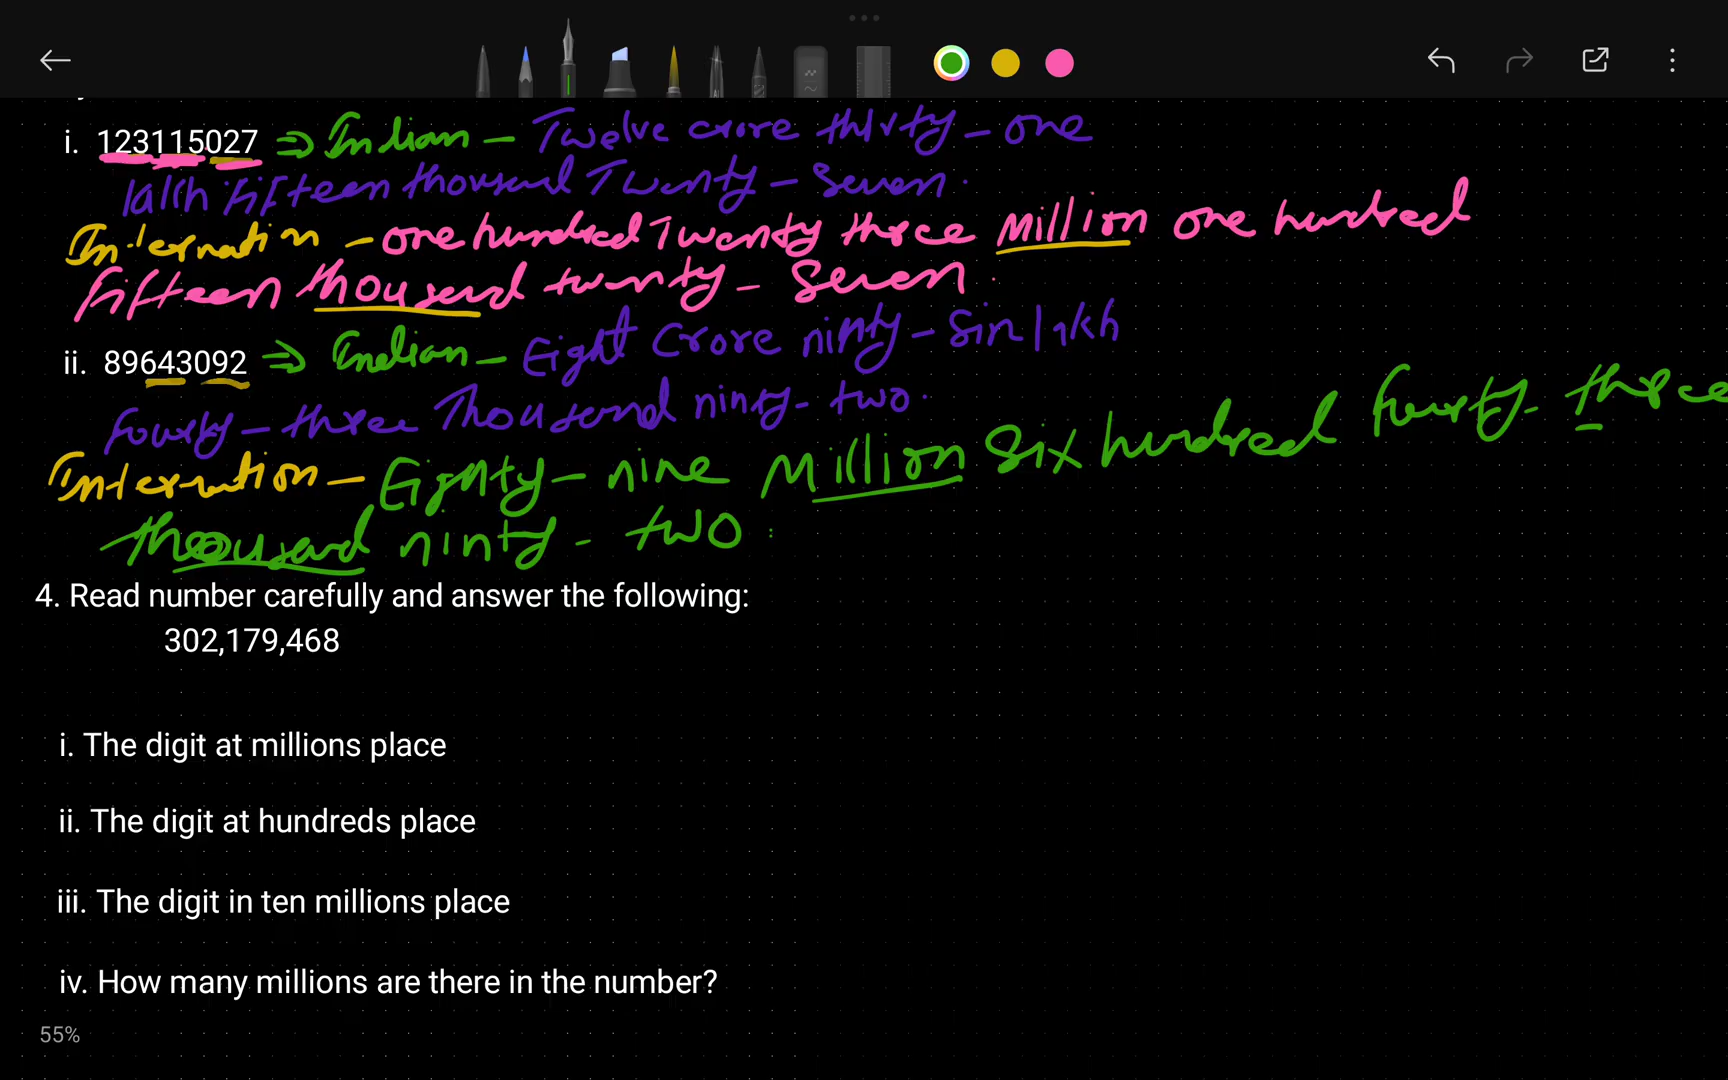 i. 123115027 ⇒ Indian - Twelve crore thirty - one
lakh fifteen thousand Twenty - Seven.
Internation - one hundred Twenty three Million one hundred
fifteen thousand twenty - Seven.
ii. 89643092 ⇒ Indian - Eight Crore ninty - Six lakh
fourty - three Thousand ninty - two.
Internation - Eighty - nine Million Six hundred fourty - three
thousand ninty - two.
4. Read number carefully and answer the following:
302,179,468
i. The digit at millions place
ii. The digit at hundreds place
iii. The digit in ten millions place
iv. How many millions are there in the number?
55%